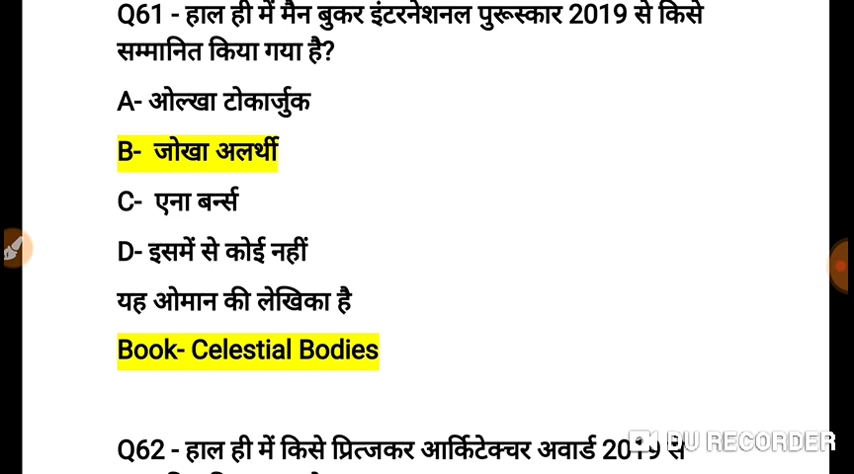 Q61 - हाल ही में मैन बुकर इंटरनेशनल पुरूस्कार 2019 से किसे
सम्मानित किया गया है?
A- ओल्खा टोकार्जुक
B- जोखा अलर्थी
C- एना बर्न्स
D- इसमें से कोई नहीं
यह ओमान की लेखिका है
Book- Celestial Bodies
Q62 - हाल ही में किसे प्रित्जकर आर्किटेक्चर अवार्ड 2019 से
DU RECORDER